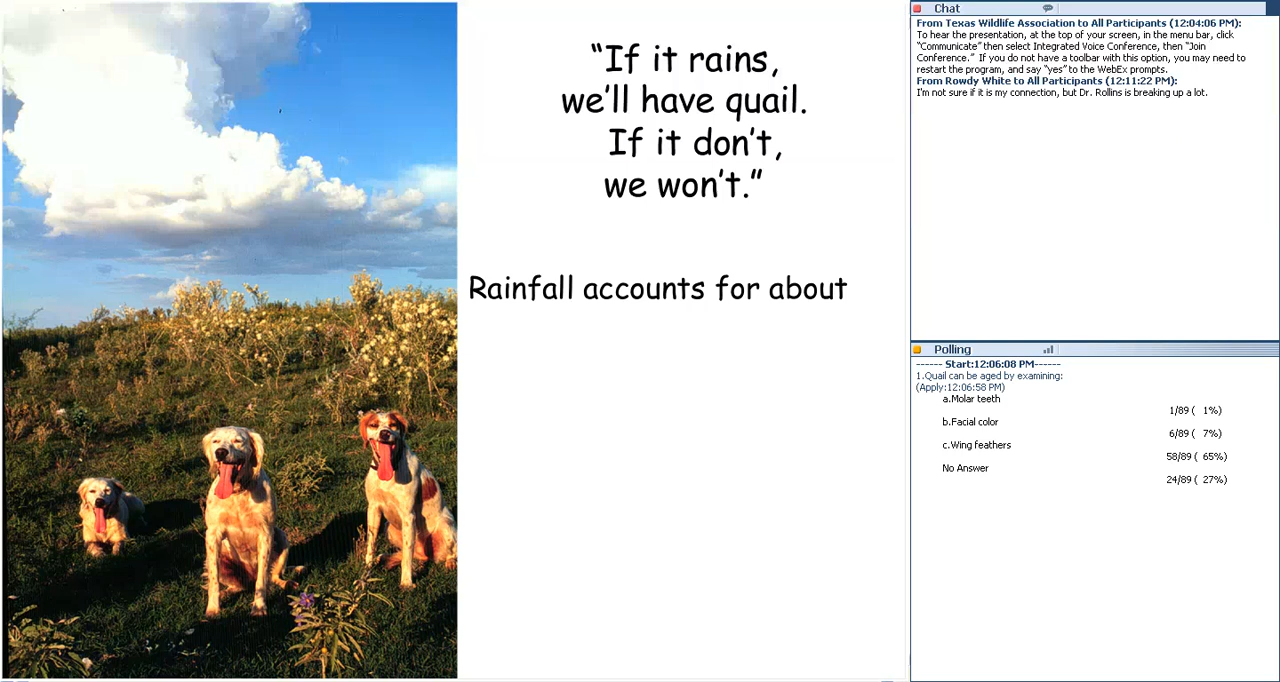 “If it rains,
we’ll have quail.
If it don’t,
we won’t.”
Rainfall accounts for about
Chat
From Texas Wildlife Association to All Participants (12:04:06 PM):
To hear the presentation, at the top of your screen, in the menu bar, click
“Communicate” then select Integrated Voice Conference, then “Join
Conference.” If you do not have a toolbar with this option, you may need to
restart the program, and say “yes” to the WebEx prompts.
From Rowdy White to All Participants (12:11:22 PM):
I'm not sure if it is my connection, but Dr. Rollins is breaking up a lot.
Polling
------ Start:12:06:08 PM------
1.Quail can be aged by examining:
(Apply:12:06:58 PM)
a.Molar teeth
1/89 ( 1%)
b.Facial color
6/89 ( 7%)
c.Wing feathers
58/89 ( 65%)
No Answer
24/89 ( 27%)